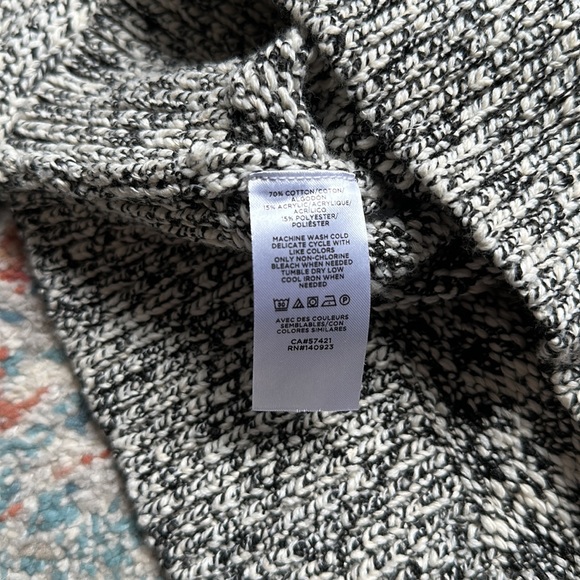 70% COTTON/COTON/
ALGODÓN
15% ACRYLIC/ACRYLIQUE/
ACRÍLICO
15% POLYESTER/
POLIÉSTER
MACHINE WASH COLD
DELICATE CYCLE WITH
LIKE COLORS
ONLY NON-CHLORINE
BLEACH WHEN NEEDED
TUMBLE DRY LOW
COOL IRON WHEN
NEEDED
AVEC DES COULEURS
SEMBLABLES/CON
COLORES SIMILARES
CA#57421
RN#140923